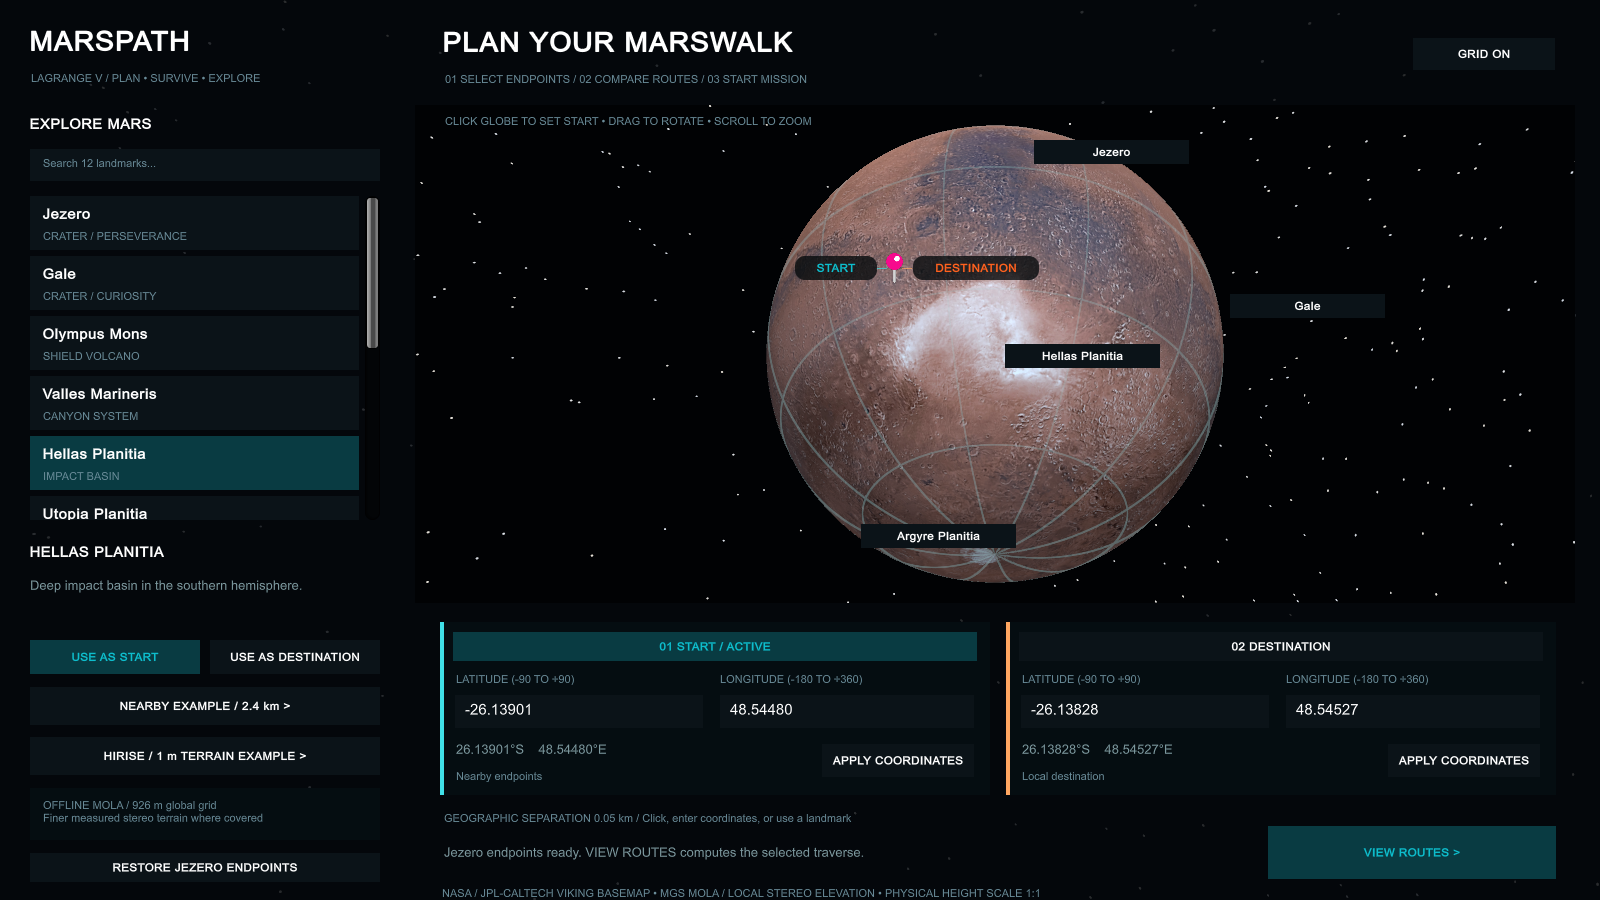 MARSPATH
LAGRANGE V / PLAN • SURVIVE • EXPLORE
EXPLORE MARS
Search 12 landmarks...
Jezero
CRATER / PERSEVERANCE
Gale
CRATER / CURIOSITY
Olympus Mons
SHIELD VOLCANO
Valles Marineris
CANYON SYSTEM
Hellas Planitia
IMPACT BASIN
Utopia Planitia
HELLAS PLANITIA
Deep impact basin in the southern hemisphere.
USE AS START
USE AS DESTINATION
NEARBY EXAMPLE / 2.4 km >
HIRISE / 1 m TERRAIN EXAMPLE >
OFFLINE MOLA / 926 m global grid
Finer measured stereo terrain where covered
RESTORE JEZERO ENDPOINTS
PLAN YOUR MARSWALK
01 SELECT ENDPOINTS / 02 COMPARE ROUTES / 03 START MISSION
GRID ON
CLICK GLOBE TO SET START • DRAG TO ROTATE • SCROLL TO ZOOM
Jezero
START
DESTINATION
Gale
Hellas Planitia
Argyre Planitia
01 START / ACTIVE
LATITUDE (-90 TO +90)
LONGITUDE (-180 TO +360)
-26.13901
48.54480
26.13901°S 48.54480°E
Nearby endpoints
APPLY COORDINATES
02 DESTINATION
LATITUDE (-90 TO +90)
LONGITUDE (-180 TO +360)
-26.13828
48.54527
26.13828°S 48.54527°E
Local destination
APPLY COORDINATES
GEOGRAPHIC SEPARATION 0.05 km / Click, enter coordinates, or use a landmark
Jezero endpoints ready. VIEW ROUTES computes the selected traverse.
VIEW ROUTES >
NASA / JPL-CALTECH VIKING BASEMAP • MGS MOLA / LOCAL STEREO ELEVATION • PHYSICAL HEIGHT SCALE 1:1